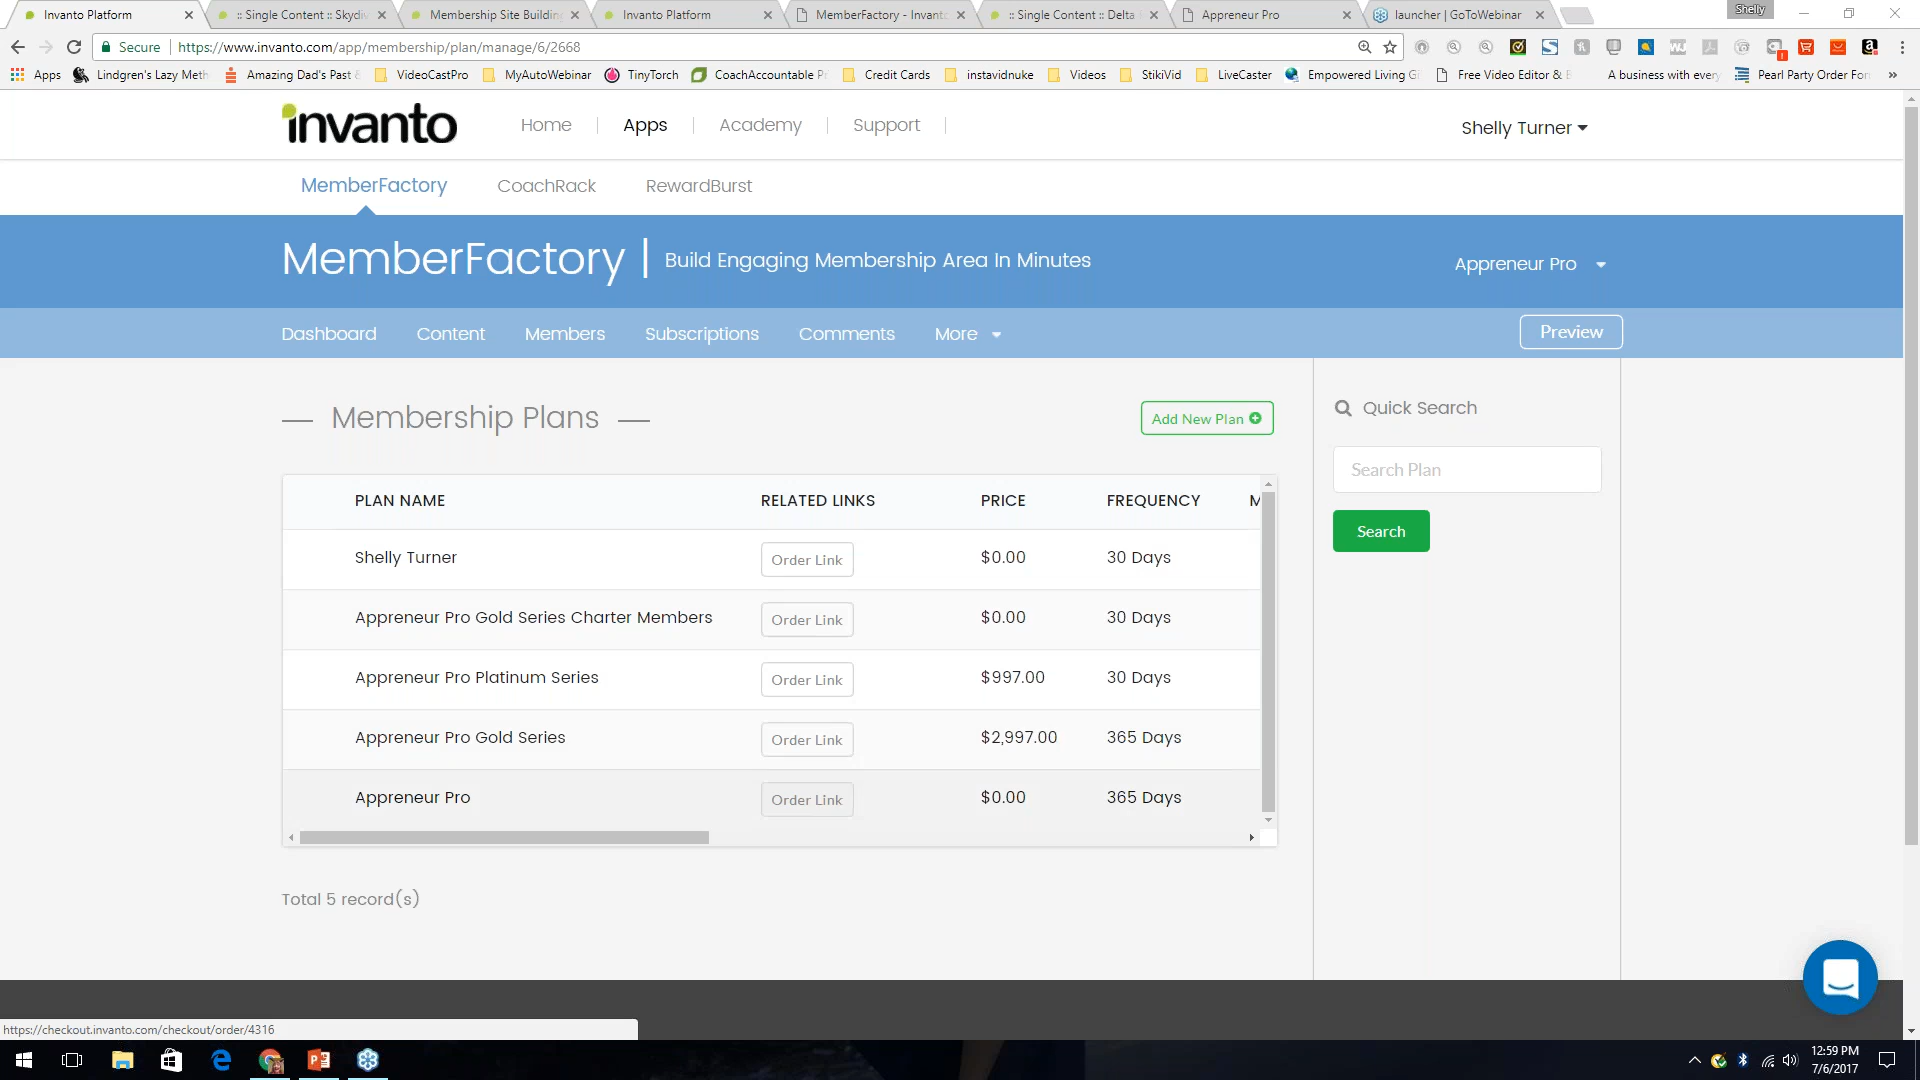 Invanto Platform
:: Single Content :: Skydi
Membership Site Building
Invanto Platform
MemberFactory - Invanto
:: Single Content :: Delta
Appreneur Pro
launcher | GoToWebinar
Shelly
Secure
https://www.invanto.com/app/membership/plan/manage/6/2668
Apps
Lindgren's Lazy Meth
Amazing Dad's Past
VideoCastPro
MyAutoWebinar
TinyTorch
CoachAccountable P
Credit Cards
instavidnuke
Videos
StikiVid
LiveCaster
Empowered Living G
Free Video Editor &
A business with every
Pearl Party Order For
»
invanto
Home
Apps
Academy
Support
Shelly Turner
MemberFactory
CoachRack
RewardBurst
MemberFactory | Build Engaging Membership Area In Minutes
Appreneur Pro
Dashboard
Content
Members
Subscriptions
Comments
More
Preview
Membership Plans
Add New Plan
Quick Search
Search Plan
Search
PLAN NAME RELATED LINKS PRICE FREQUENCY M
Shelly Turner Order Link $0.00 30 Days
Appreneur Pro Gold Series Charter Members Order Link $0.00 30 Days
Appreneur Pro Platinum Series Order Link $997.00 30 Days
Appreneur Pro Gold Series Order Link $2,997.00 365 Days
Appreneur Pro Order Link $0.00 365 Days
Total 5 record(s)
https://checkout.invanto.com/checkout/order/4316
12:59 PM
7/6/2017